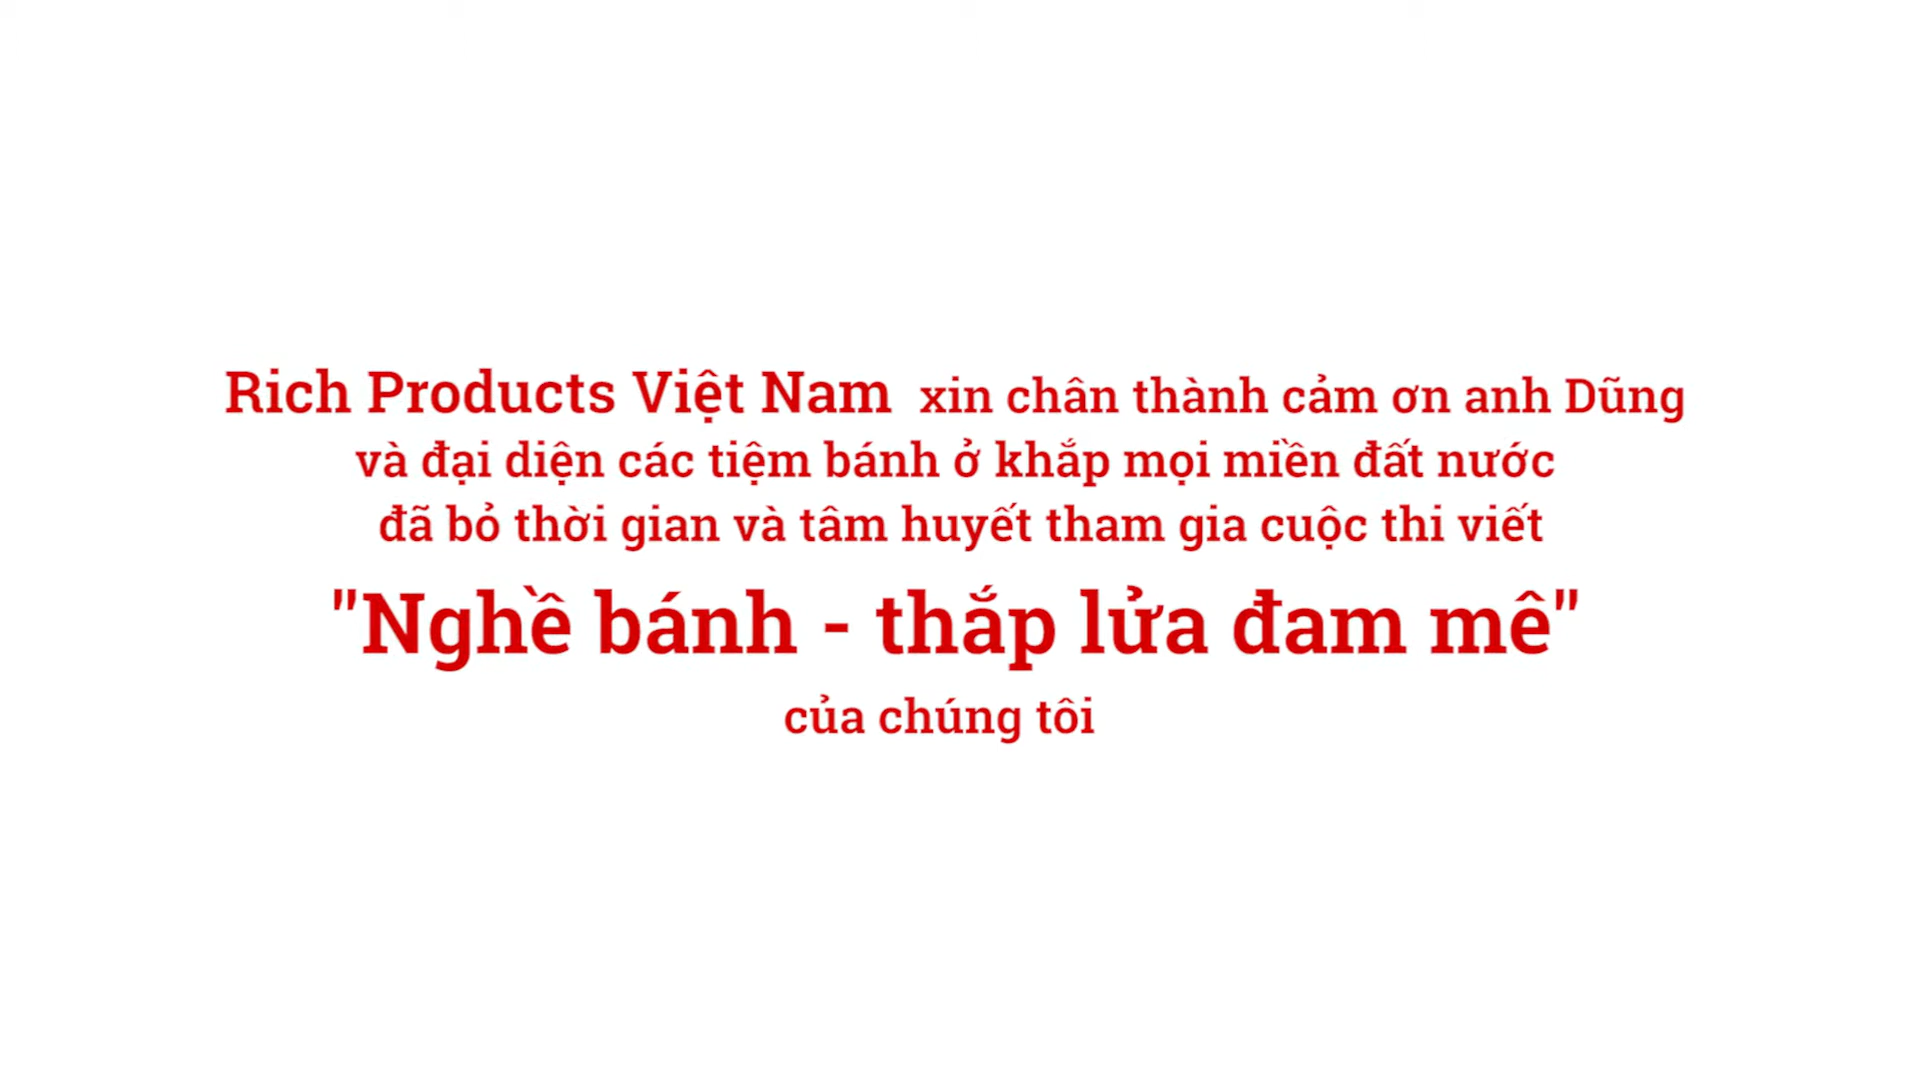 Rich Products Việt Nam xin chân thành cảm ơn anh Dũng
và đại diện các tiệm bánh ở khắp mọi miền đất nước
đã bỏ thời gian và tâm huyết tham gia cuộc thi viết
"Nghề bánh - thắp lửa đam mê"
của chúng tôi